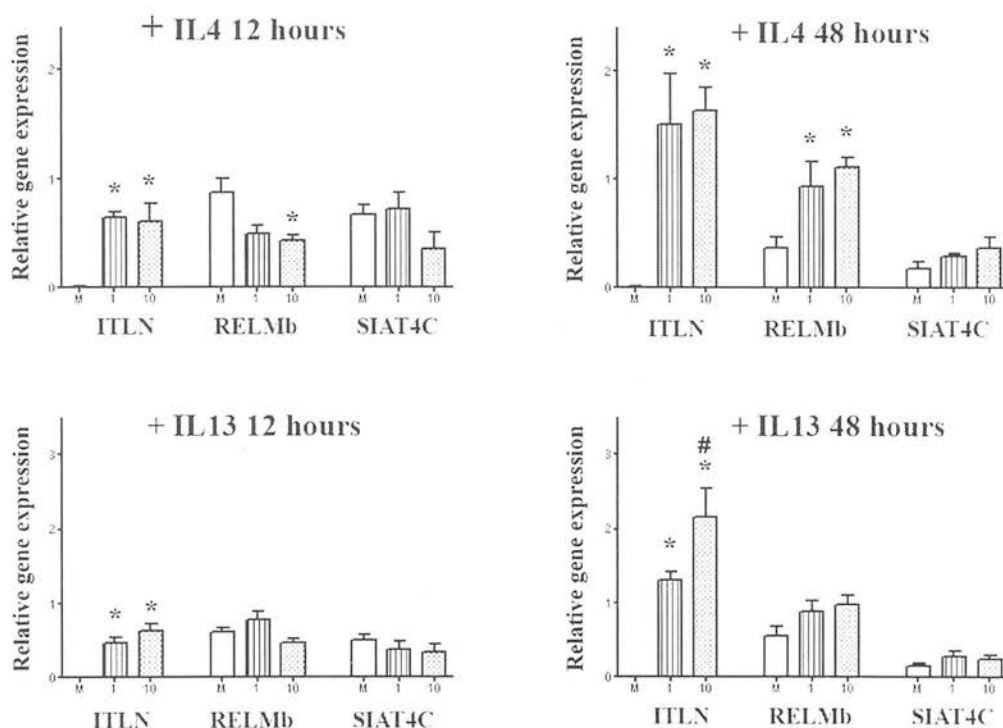 + IL4 12 hours
Relative gene expression
2
1
0
* * *
M 1 10 M 1 10 M 1 10
ITLN RELMb SIAT4C
+ IL4 48 hours
Relative gene expression
2
1
0
* * * *
M 1 10 M 1 10 M 1 10
ITLN RELMb SIAT4C
+ IL13 12 hours
Relative gene expression
3
2
1
0
* *
M 1 10 M 1 10 M 1 10
ITLN RELMb SIAT4C
+ IL13 48 hours
Relative gene expression
3
2
1
0
#
* *
M 1 10 M 1 10 M 1 10
ITLN RELMb SIAT4C